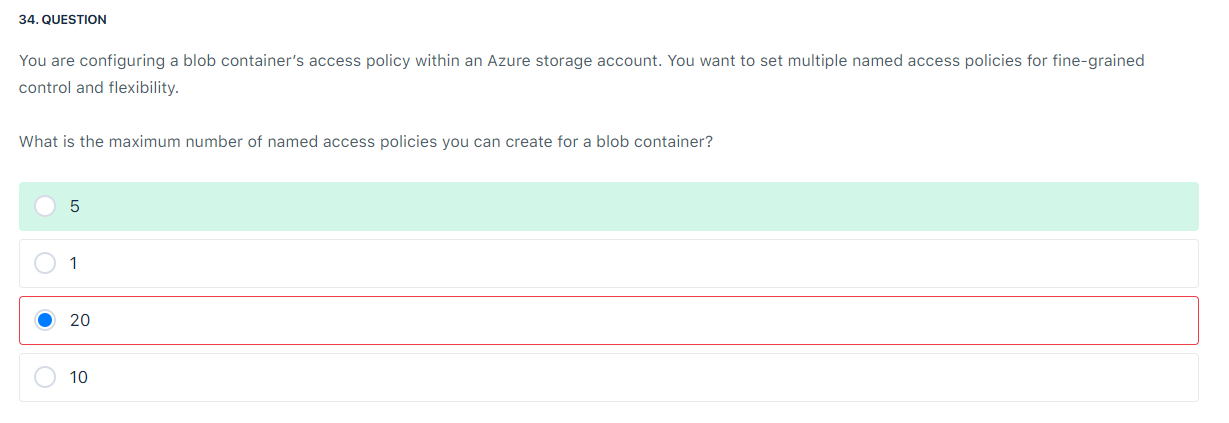 34. QUESTION
You are configuring a blob container’s access policy within an Azure storage account. You want to set multiple named access policies for fine-grained
control and flexibility.
What is the maximum number of named access policies you can create for a blob container?
5
1
20
10